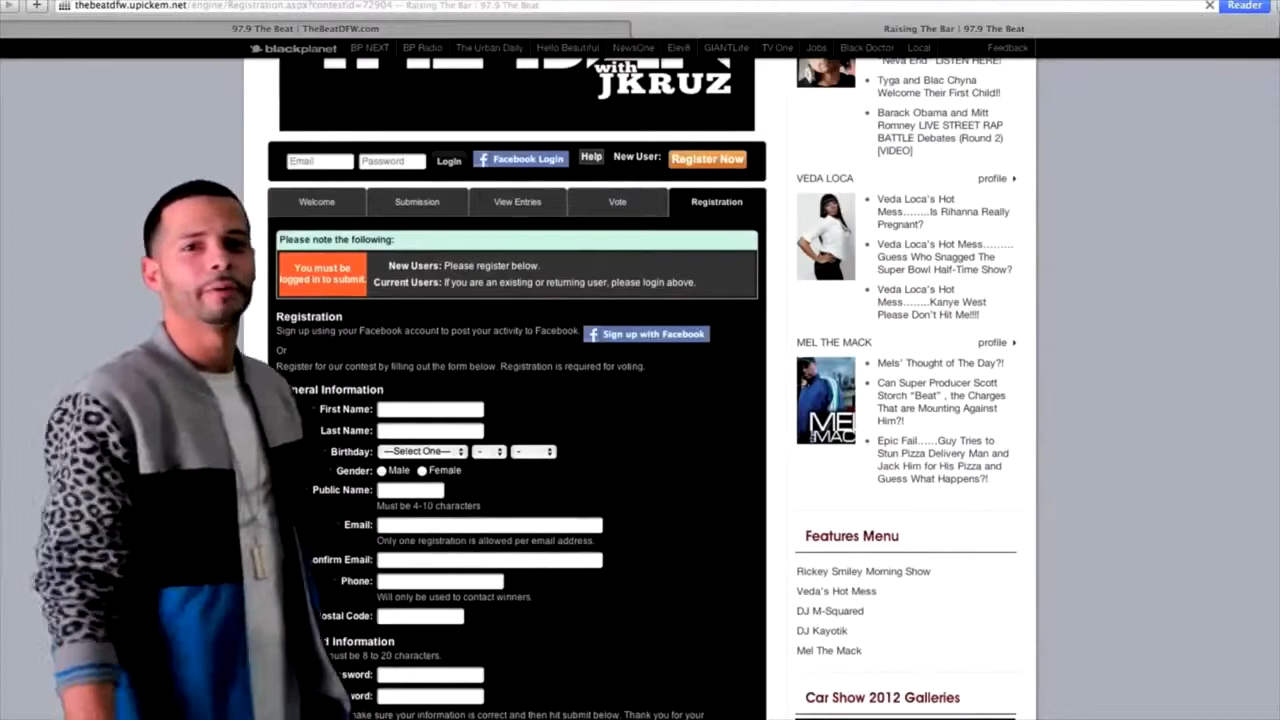 thebeatdfw.upickem.net/engine/Registration.aspx?contestid=72904 — Raising The Bar | 97.9 The Beat
Reader
97.9 The Beat | TheBeatDFW.com
Raising The Bar | 97.9 The Beat
blackplanet BP NEXT BP Radio The Urban Daily Hello Beautiful NewsOne Elev8 GIANTLife TV One Jobs Black Doctor Local Feedback
with
JKRUZ
Email Password Login Facebook Login Help New User: Register Now
Welcome Submission View Entries Vote Registration
Please note the following:
You must be
logged in to submit.
New Users: Please register below.
Current Users: If you are an existing or returning user, please login above.
Registration
Sign up using your Facebook account to post your activity to Facebook. Sign up with Facebook
Or
Register for our contest by filling out the form below. Registration is required for voting.
neral Information
First Name:
Last Name:
Birthday: —Select One— - -
Gender: Male Female
Public Name:
Must be 4-10 characters
Email:
Only one registration is allowed per email address.
onfirm Email:
Phone:
Will only be used to contact winners.
ostal Code:
d Information
must be 8 to 20 characters.
sword:
word:
make sure your information is correct and then hit submit below. Thank you for your
"Neva End" LISTEN HERE!
Tyga and Blac Chyna
Welcome Their First Child!!
Barack Obama and Mitt
Romney LIVE STREET RAP
BATTLE Debates (Round 2)
[VIDEO]
VEDA LOCA profile
Veda Loca's Hot
Mess.......Is Rihanna Really
Pregnant?
Veda Loca's Hot Mess.........
Guess Who Snagged The
Super Bowl Half-Time Show?
Veda Loca's Hot
Mess........Kanye West
Please Don't Hit Me!!!!
MEL THE MACK profile
MEL
MAC
Mels' Thought of The Day?!
Can Super Producer Scott
Storch "Beat" , the Charges
That are Mounting Against
Him?!
Epic Fail......Guy Tries to
Stun Pizza Delivery Man and
Jack Him for His Pizza and
Guess What Happens?!
Features Menu
Rickey Smiley Morning Show
Veda's Hot Mess
DJ M-Squared
DJ Kayotik
Mel The Mack
Car Show 2012 Galleries